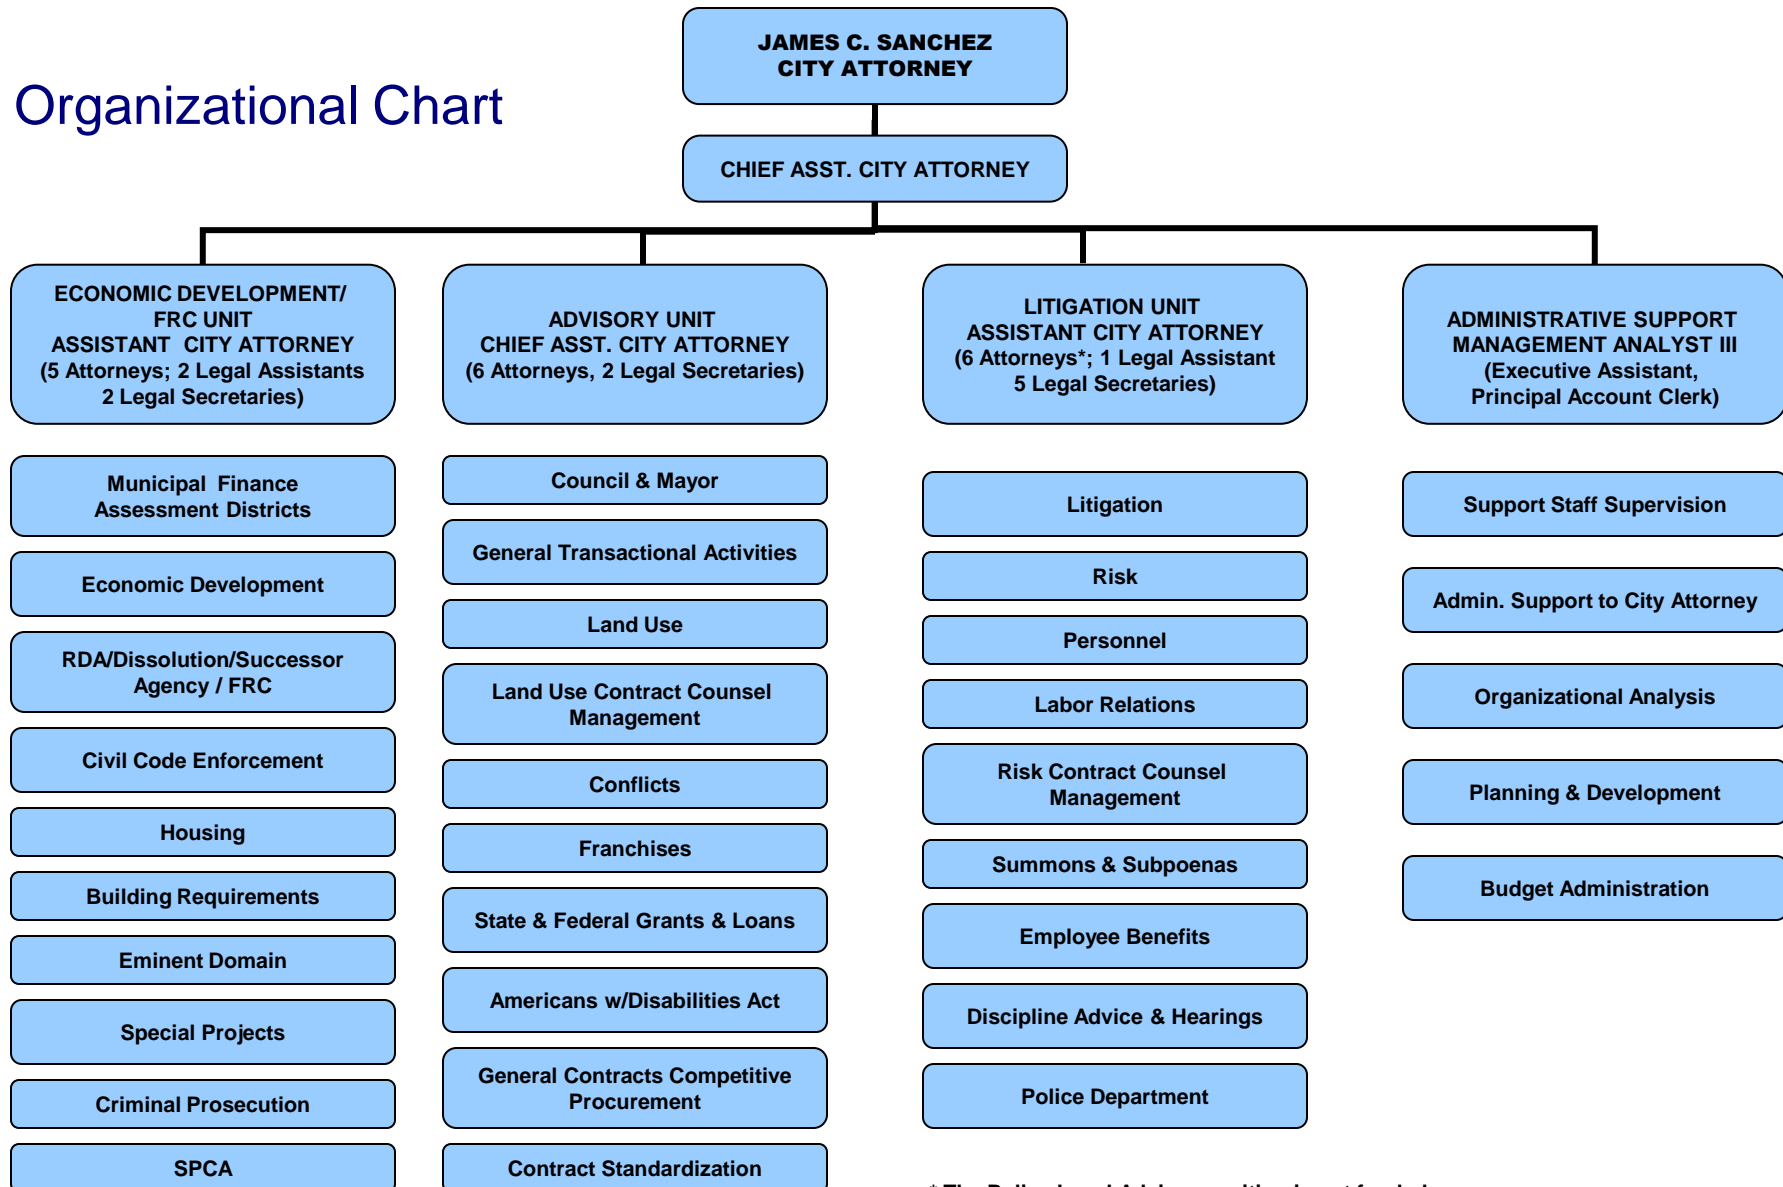 JAMES C. SANCHEZ
CITY ATTORNEY
Organizational Chart
CHIEF ASST. CITY ATTORNEY
ECONOMIC DEVELOPMENT/
FRC UNIT
ASSISTANT CITY ATTORNEY
(5 Attorneys; 2 Legal Assistants
2 Legal Secretaries)
Municipal Finance
Assessment Districts
Economic Development
RDA/Dissolution/Successor
Agency / FRC
Civil Code Enforcement
Housing
Building Requirements
Eminent Domain
Special Projects
Criminal Prosecution
SPCA
ADVISORY UNIT
CHIEF ASST. CITY ATTORNEY
(6 Attorneys, 2 Legal Secretaries)
Council & Mayor
General Transactional Activities
Land Use
Land Use Contract Counsel
Management
Conflicts
Franchises
State & Federal Grants & Loans
Americans w/Disabilities Act
General Contracts Competitive
Procurement
Contract Standardization
LITIGATION UNIT
ASSISTANT CITY ATTORNEY
(6 Attorneys*; 1 Legal Assistant
5 Legal Secretaries)
Litigation
Risk
Personnel
Labor Relations
Risk Contract Counsel
Management
Summons & Subpoenas
Employee Benefits
Discipline Advice & Hearings
Police Department
ADMINISTRATIVE SUPPORT
MANAGEMENT ANALYST III
(Executive Assistant,
Principal Account Clerk)
Support Staff Supervision
Admin. Support to City Attorney
Organizational Analysis
Planning & Development
Budget Administration